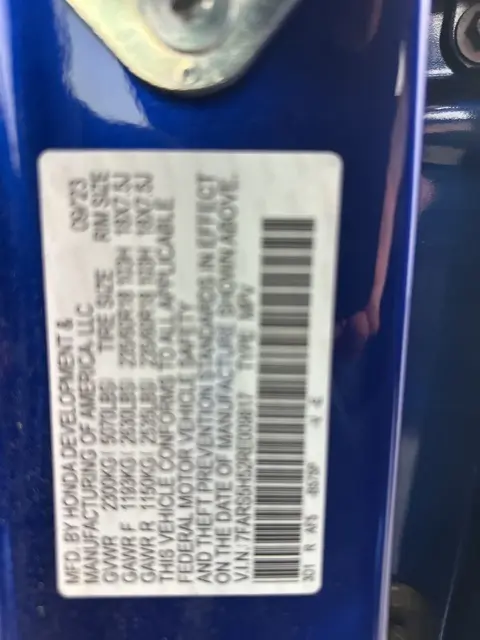 MFD. BY HONDA DEVELOPMENT & 09/23
MANUFACTURING OF AMERICA, LLC
GVWR 2300KG 5070LBS TIRE SIZE RIM SIZE
GAWR F 1193KG 2630LBS 235/60R18 103H 18X7.5J
GAWR R 1150KG 2535LBS 235/60R18 103H 18X7.5J
THIS VEHICLE CONFORMS TO ALL APPLICABLE
FEDERAL MOTOR VEHICLE SAFETY
AND THEFT PREVENTION STANDARDS IN EFFECT
ON THE DATE OF MANUFACTURE SHOWN ABOVE.
V.I.N. TYPE MPV